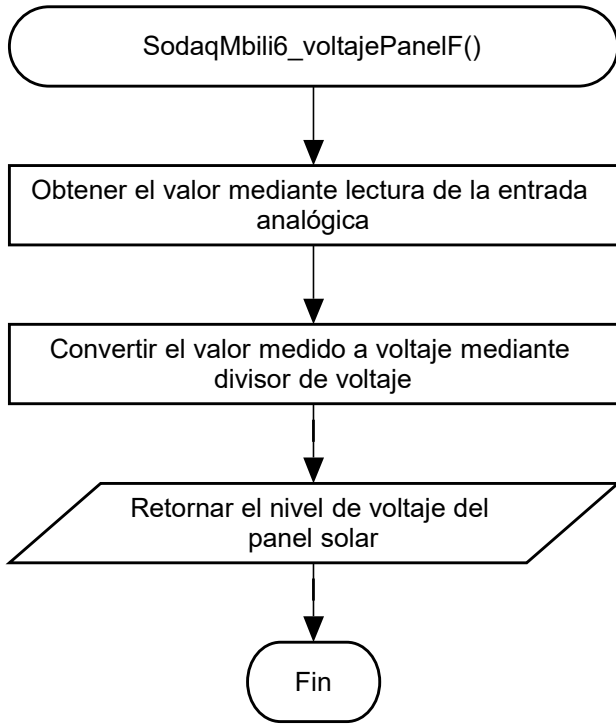 SodaqMbili6_voltajePanelF()
Obtener el valor mediante lectura de la entrada
analógica
Convertir el valor medido a voltaje mediante
divisor de voltaje
Retornar el nivel de voltaje del
panel solar
Fin